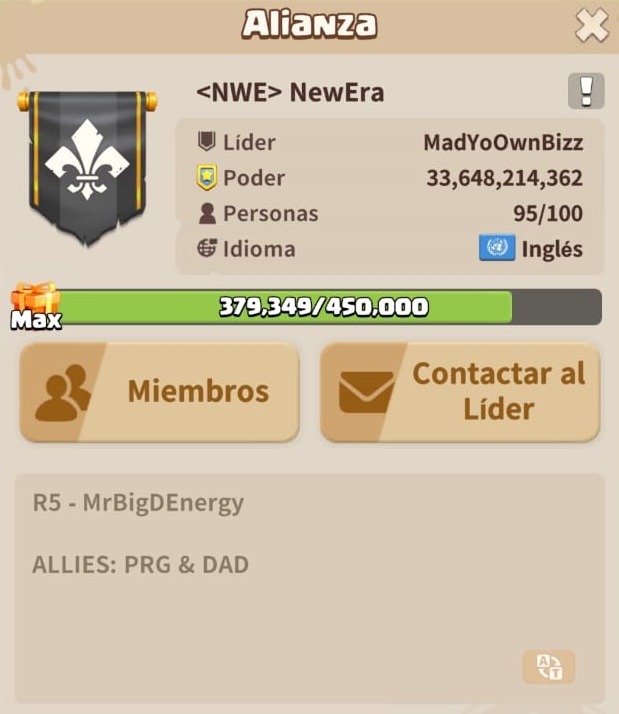 Alianza
<NWE> NewEra
Líder MadYoOwnBizz
Poder 33,648,214,362
Personas 95/100
Idioma Inglés
Max 379,349/450,000
Miembros
Contactar al
Líder
R5 - MrBigDEnergy
ALLIES: PRG & DAD
A T